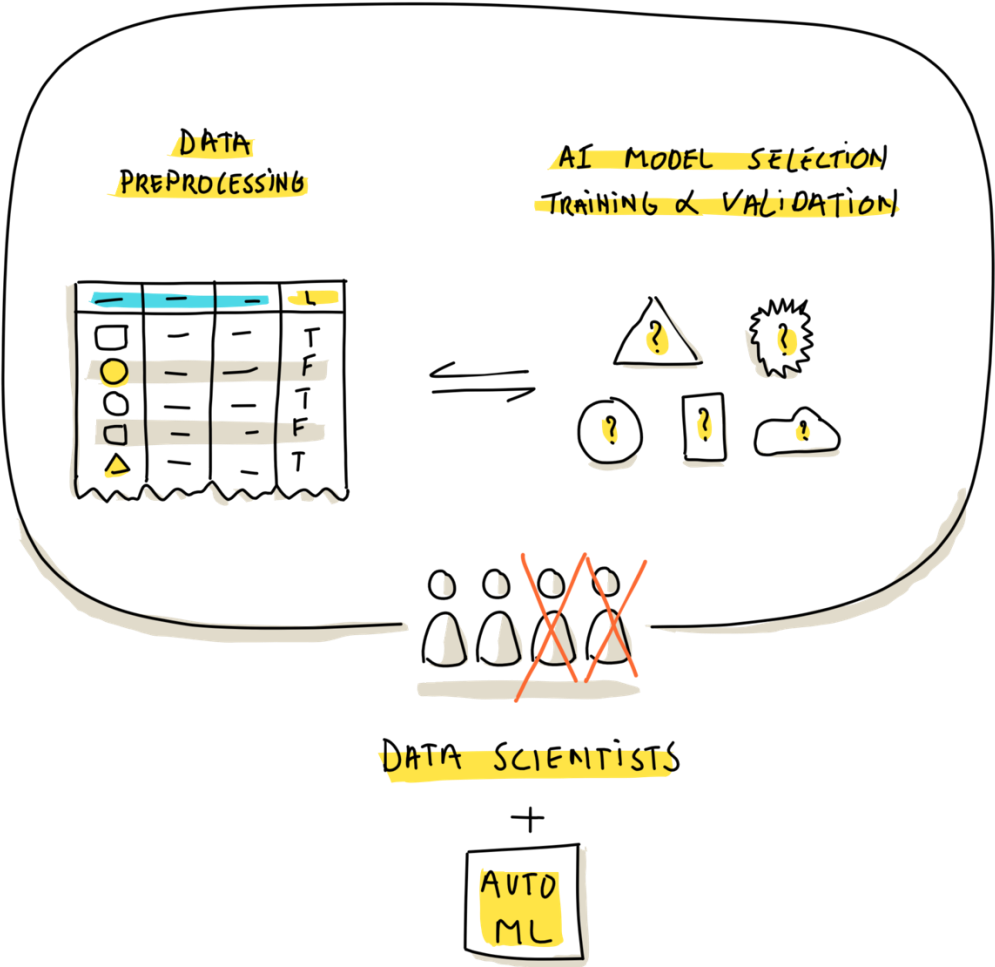 DATA
PREPROCESSING
AI MODEL SELECTION
TRAINING & VALIDATION
L
T
F
T
F
T
? ?
? ? ?
DATA SCIENTISTS
+
AUTO
ML